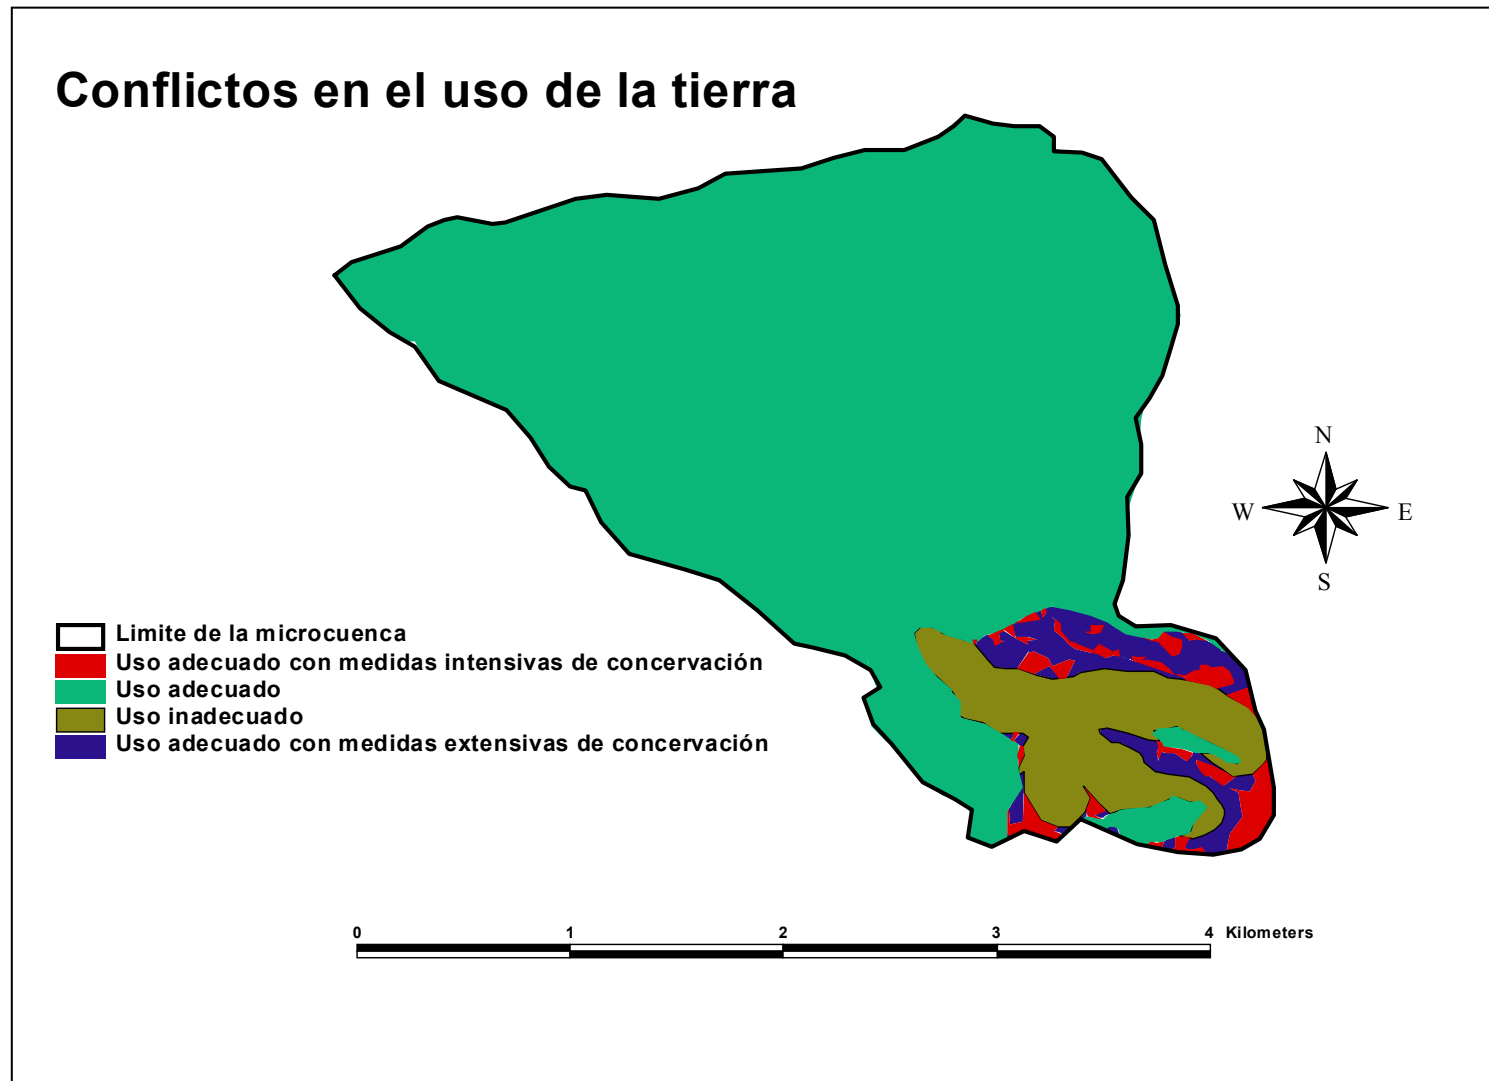 Conflictos en el uso de la tierra
N
W E
S
Limite de la microcuenca
Uso adecuado con medidas intensivas de concervación
Uso adecuado
Uso inadecuado
Uso adecuado con medidas extensivas de concervación
0 1 2 3 4 Kilometers